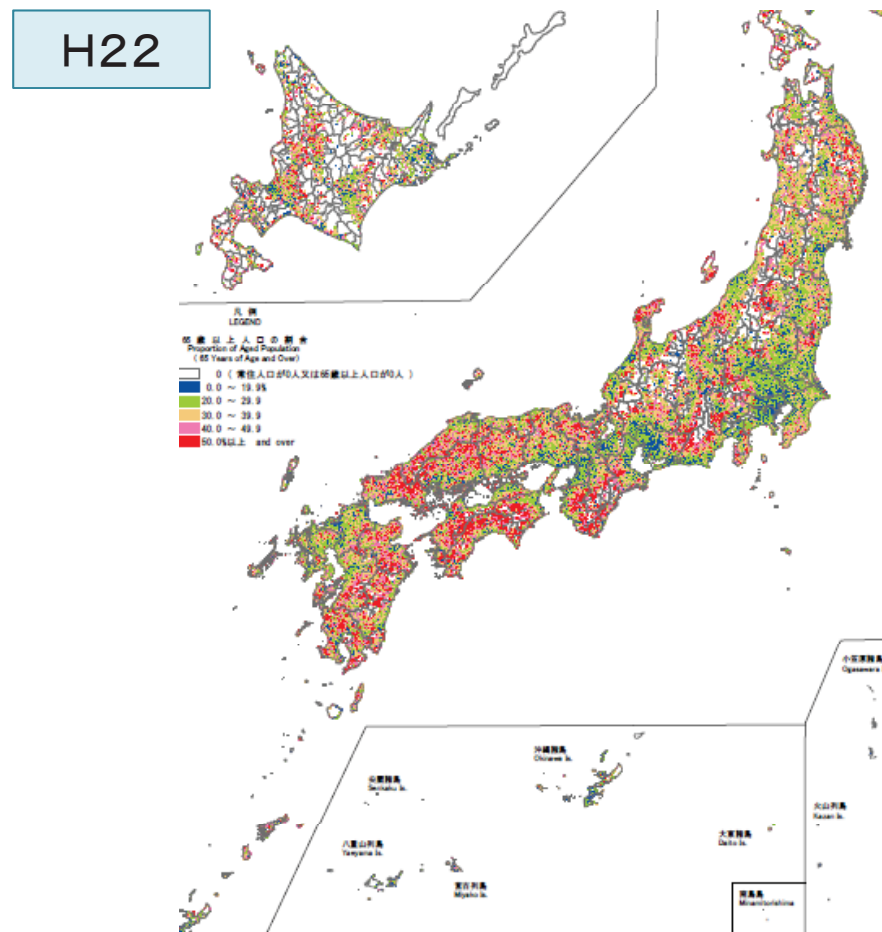 H22
凡 例
LEGEND
65 歳 以 上 人 口 の 割 合
Proportion of Aged Population
( 65 Years of Age and Over)
0 ( 常住人口が0人又は65歳以上人口が0人 )
0.0 ~ 19.9%
20.0 ~ 29.9
30.0 ~ 39.9
40.0 ~ 49.9
50.0%以上 and over
小笠原諸島
Ogasawara
沖縄諸島
Okinawa Is.
尖閣諸島
Senkaku Is.
火山列島
Kazan Is.
大東諸島
Daito Is.
八重山列島
Yaeyama Is.
宮古列島
Miyako Is.
南鳥島
Minamitorishima